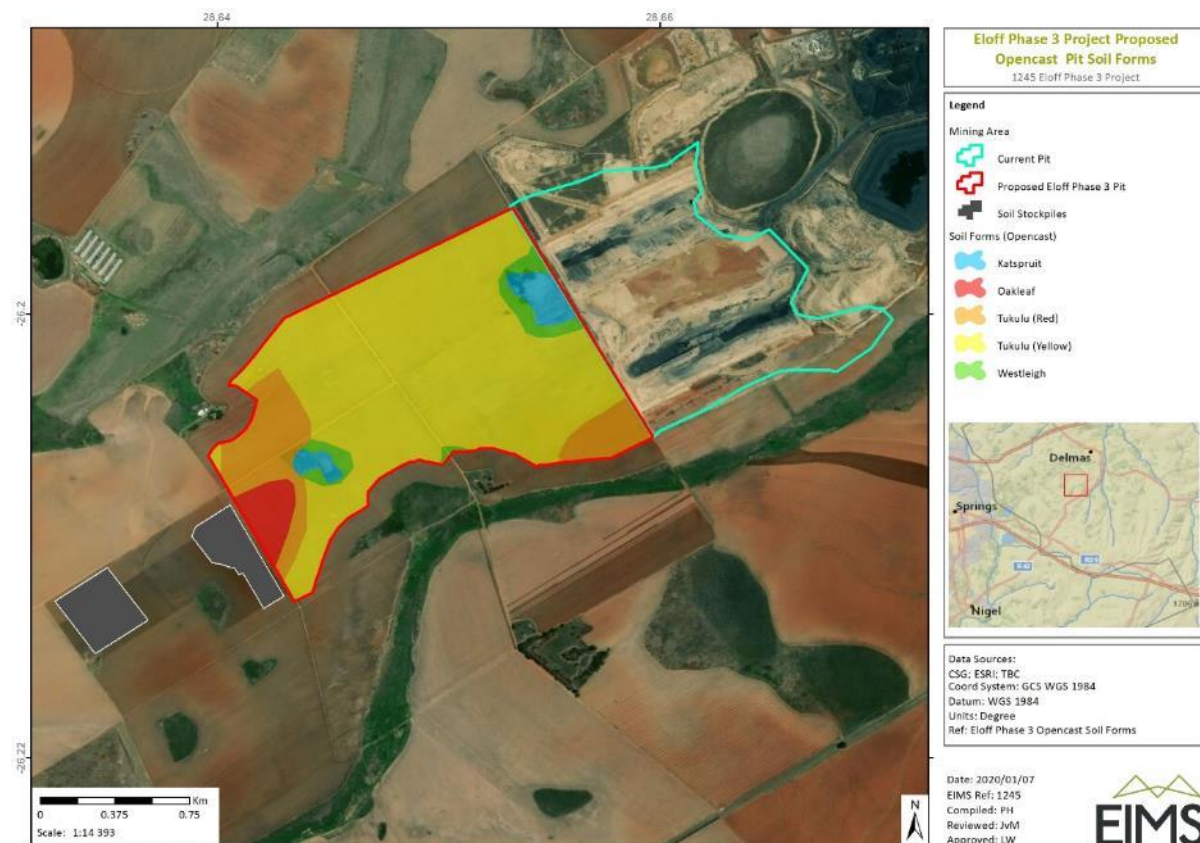 28.64
28.66
-26.2
-26.22
Km
0 0.375 0.75
Scale: 1:14 393
N
Eloff Phase 3 Project Proposed
Opencast Pit Soil Forms
1245 Eloff Phase 3 Project
Legend
Mining Area
Current Pit
Proposed Eloff Phase 3 Pit
Soil Stockpiles
Soil Forms (Opencast)
Katspruit
Oakleaf
Tukulu (Red)
Tukulu (Yellow)
Westleigh
Delmas
Springs
Nigel
Data Sources:
CSG; ESRI; TBC
Coord System: GCS WGS 1984
Datum: WGS 1984
Units: Degree
Ref: Eloff Phase 3 Opencast Soil Forms
Date: 2020/01/07
EIMS Ref: 1245
Compiled: PH
Reviewed: JvM
Approved: LW
EIMS